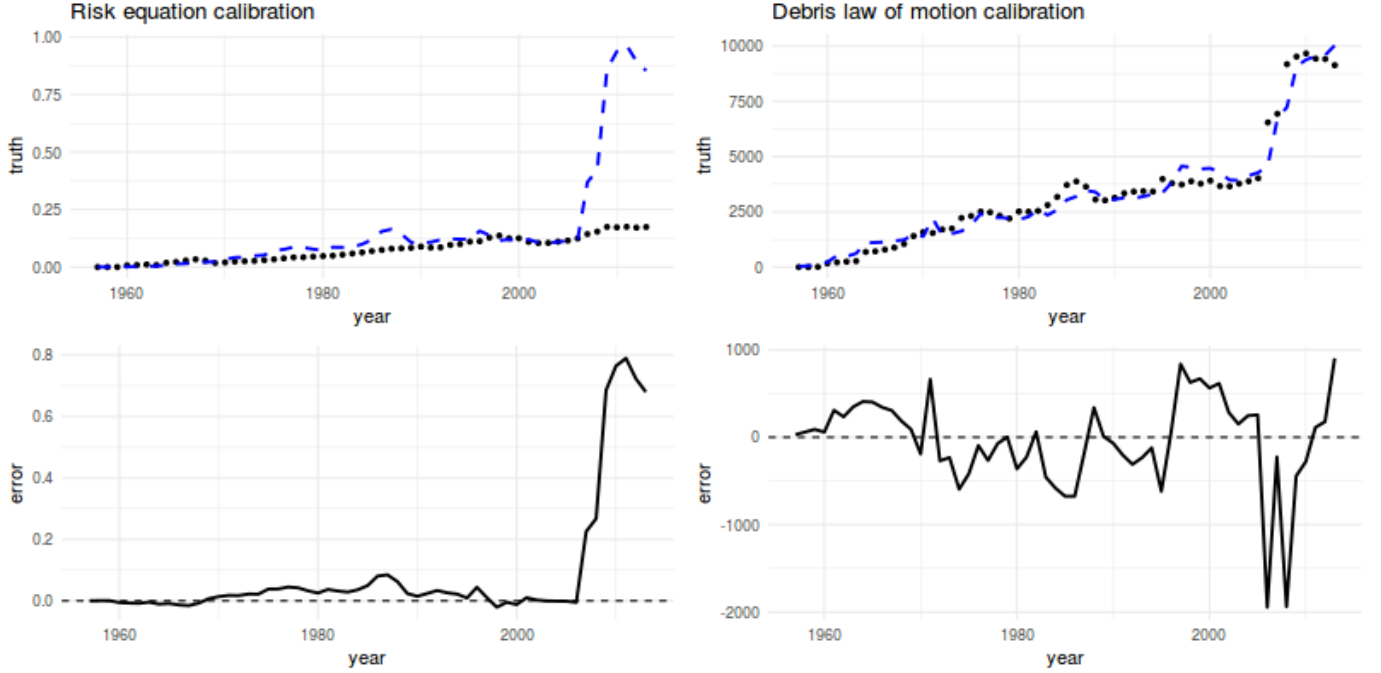 Risk equation calibration
truth
1.00
0.75
0.50
0.25
0.00
1960 1980 2000
year
Debris law of motion calibration
truth
10000
7500
5000
2500
0
1960 1980 2000
year
error
0.8
0.6
0.4
0.2
0.0
1960 1980 2000
year
error
1000
0
-1000
-2000
1960 1980 2000
year